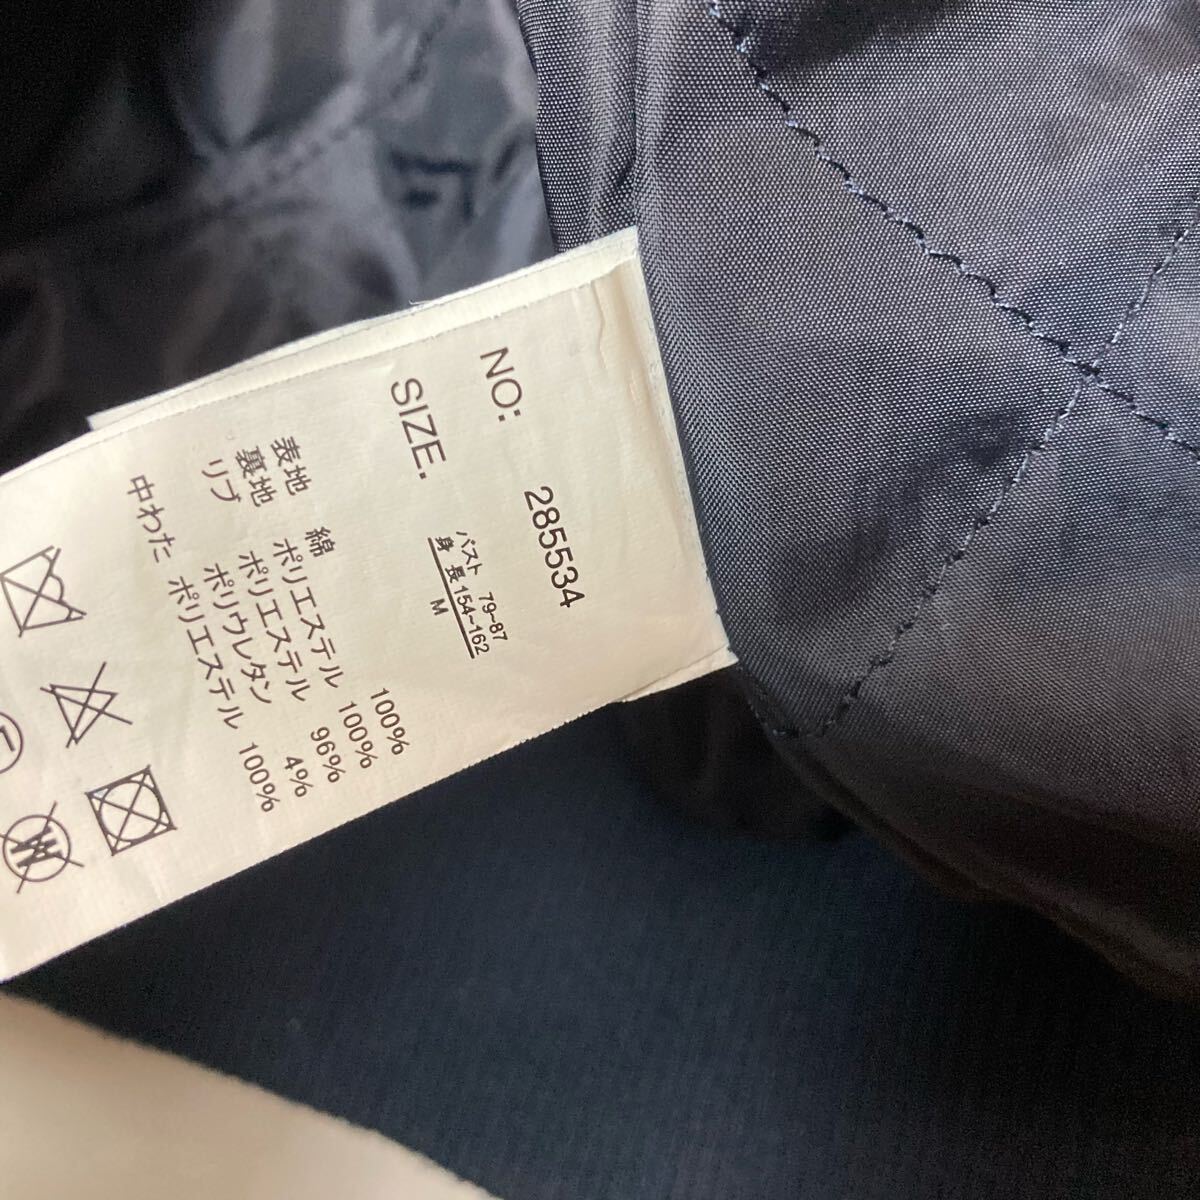 NO: 285534
SIZE.
バスト 79~87
身 長 154~162
M
表地 綿 100%
裏地 ポリエステル 100%
リブ ポリエステル 96%
ポリウレタン 4%
中わた ポリエステル 100%